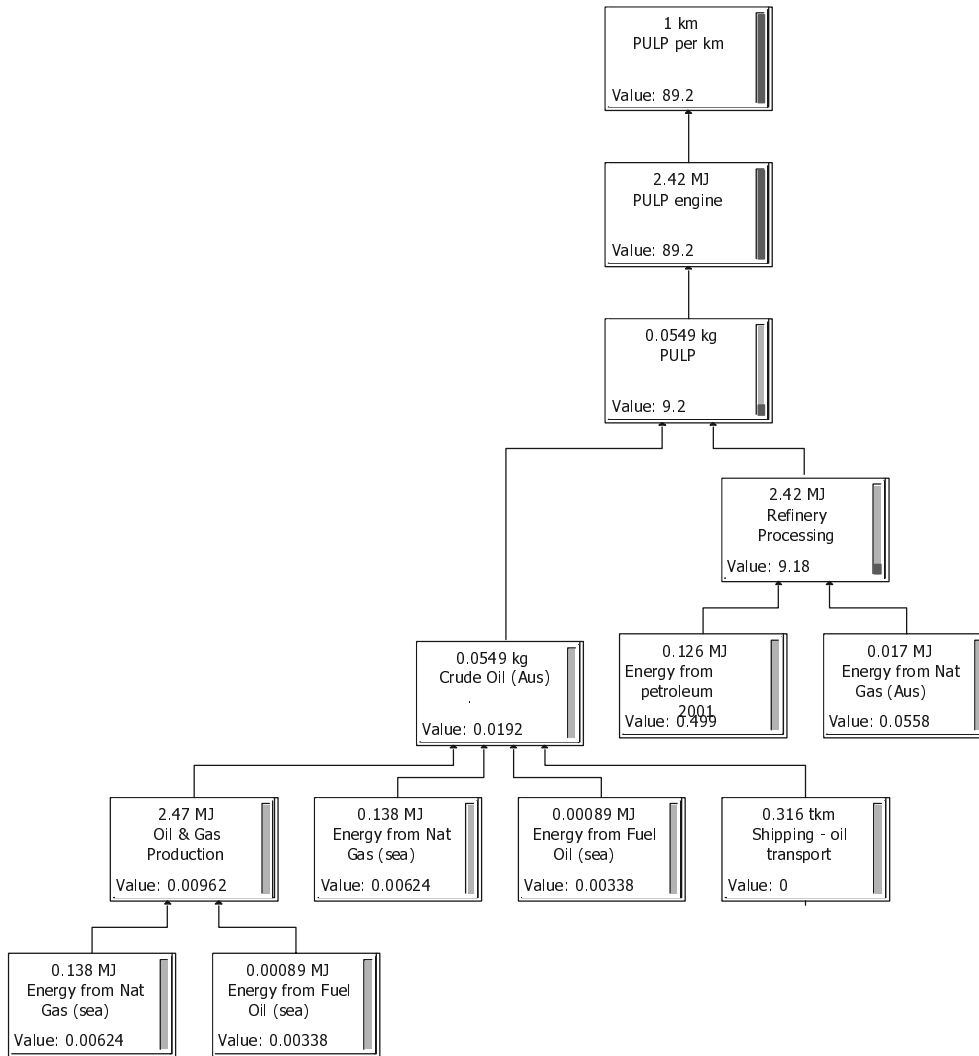 1 km
PULP per km
Value: 89.2
2.42 MJ
PULP engine
Value: 89.2
0.0549 kg
PULP
Value: 9.2
2.42 MJ
Refinery
Processing
Value: 9.18
0.0549 kg
Crude Oil (Aus)
.
Value: 0.0192
0.126 MJ
Energy from
petroleum
2001
Value: 0.499
0.017 MJ
Energy from Nat
Gas (Aus)
Value: 0.0558
2.47 MJ
Oil & Gas
Production
Value: 0.00962
0.138 MJ
Energy from Nat
Gas (sea)
Value: 0.00624
0.00089 MJ
Energy from Fuel
Oil (sea)
Value: 0.00338
0.316 tkm
Shipping - oil
transport
Value: 0
0.138 MJ
Energy from Nat
Gas (sea)
Value: 0.00624
0.00089 MJ
Energy from Fuel
Oil (sea)
Value: 0.00338